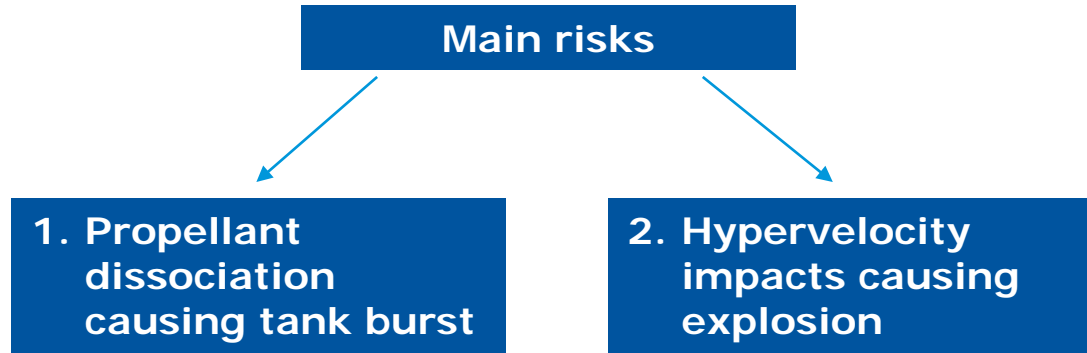 Main risks
1. Propellant
dissociation
causing tank burst
2. Hypervelocity
impacts causing
explosion